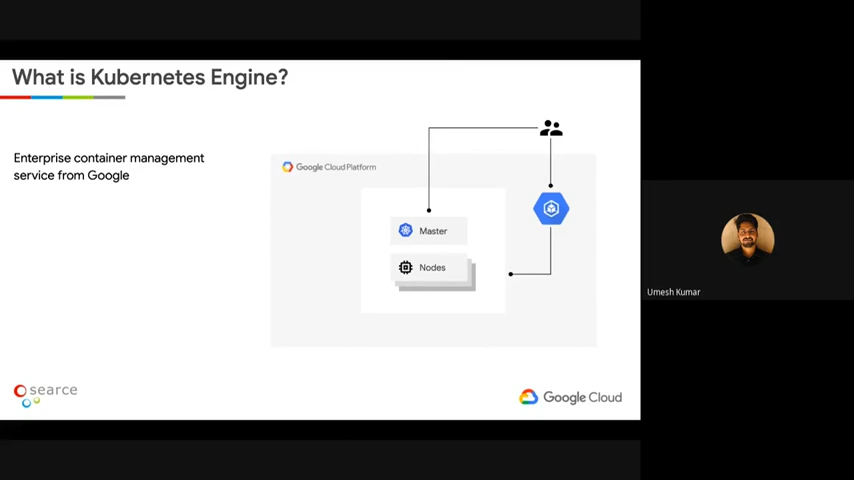 What is Kubernetes Engine?
Enterprise container management
service from Google
Google Cloud Platform
Master
Nodes
searce
Google Cloud
Umesh Kumar